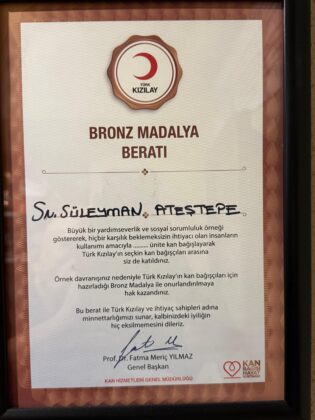 TÜRK
KIZILAY
BRONZ MADALYA
BERATI
SN. SÜLEYMAN ATEŞTEPE
Büyük bir yardımseverlik ve sosyal sorumluluk örneği
göstererek, hiçbir karşılık beklemeksizin ihtiyacı olan insanların
kullanımı amacıyla ......... ünite kan bağışlayarak
Türk Kızılay'ın seçkin kan bağışçıları arasına
siz de katıldınız.
Örnek davranışınız nedeniyle Türk Kızılay'ın kan bağışçıları için
hazırladığı Bronz Madalya ile onurlandırılmaya
hak kazandınız.
Bu berat ile Türk Kızılay ve ihtiyaç sahipleri adına
minnettarlığımızı sunar, kalbinizdeki iyiliğin
hiç eksilmemesini dileriz.
Prof. Dr. Fatma Meriç YILMAZ
Genel Başkan
KAN HİZMETLERİ GENEL MÜDÜRLÜĞÜ
KAN
BAĞIŞI
HAYAT